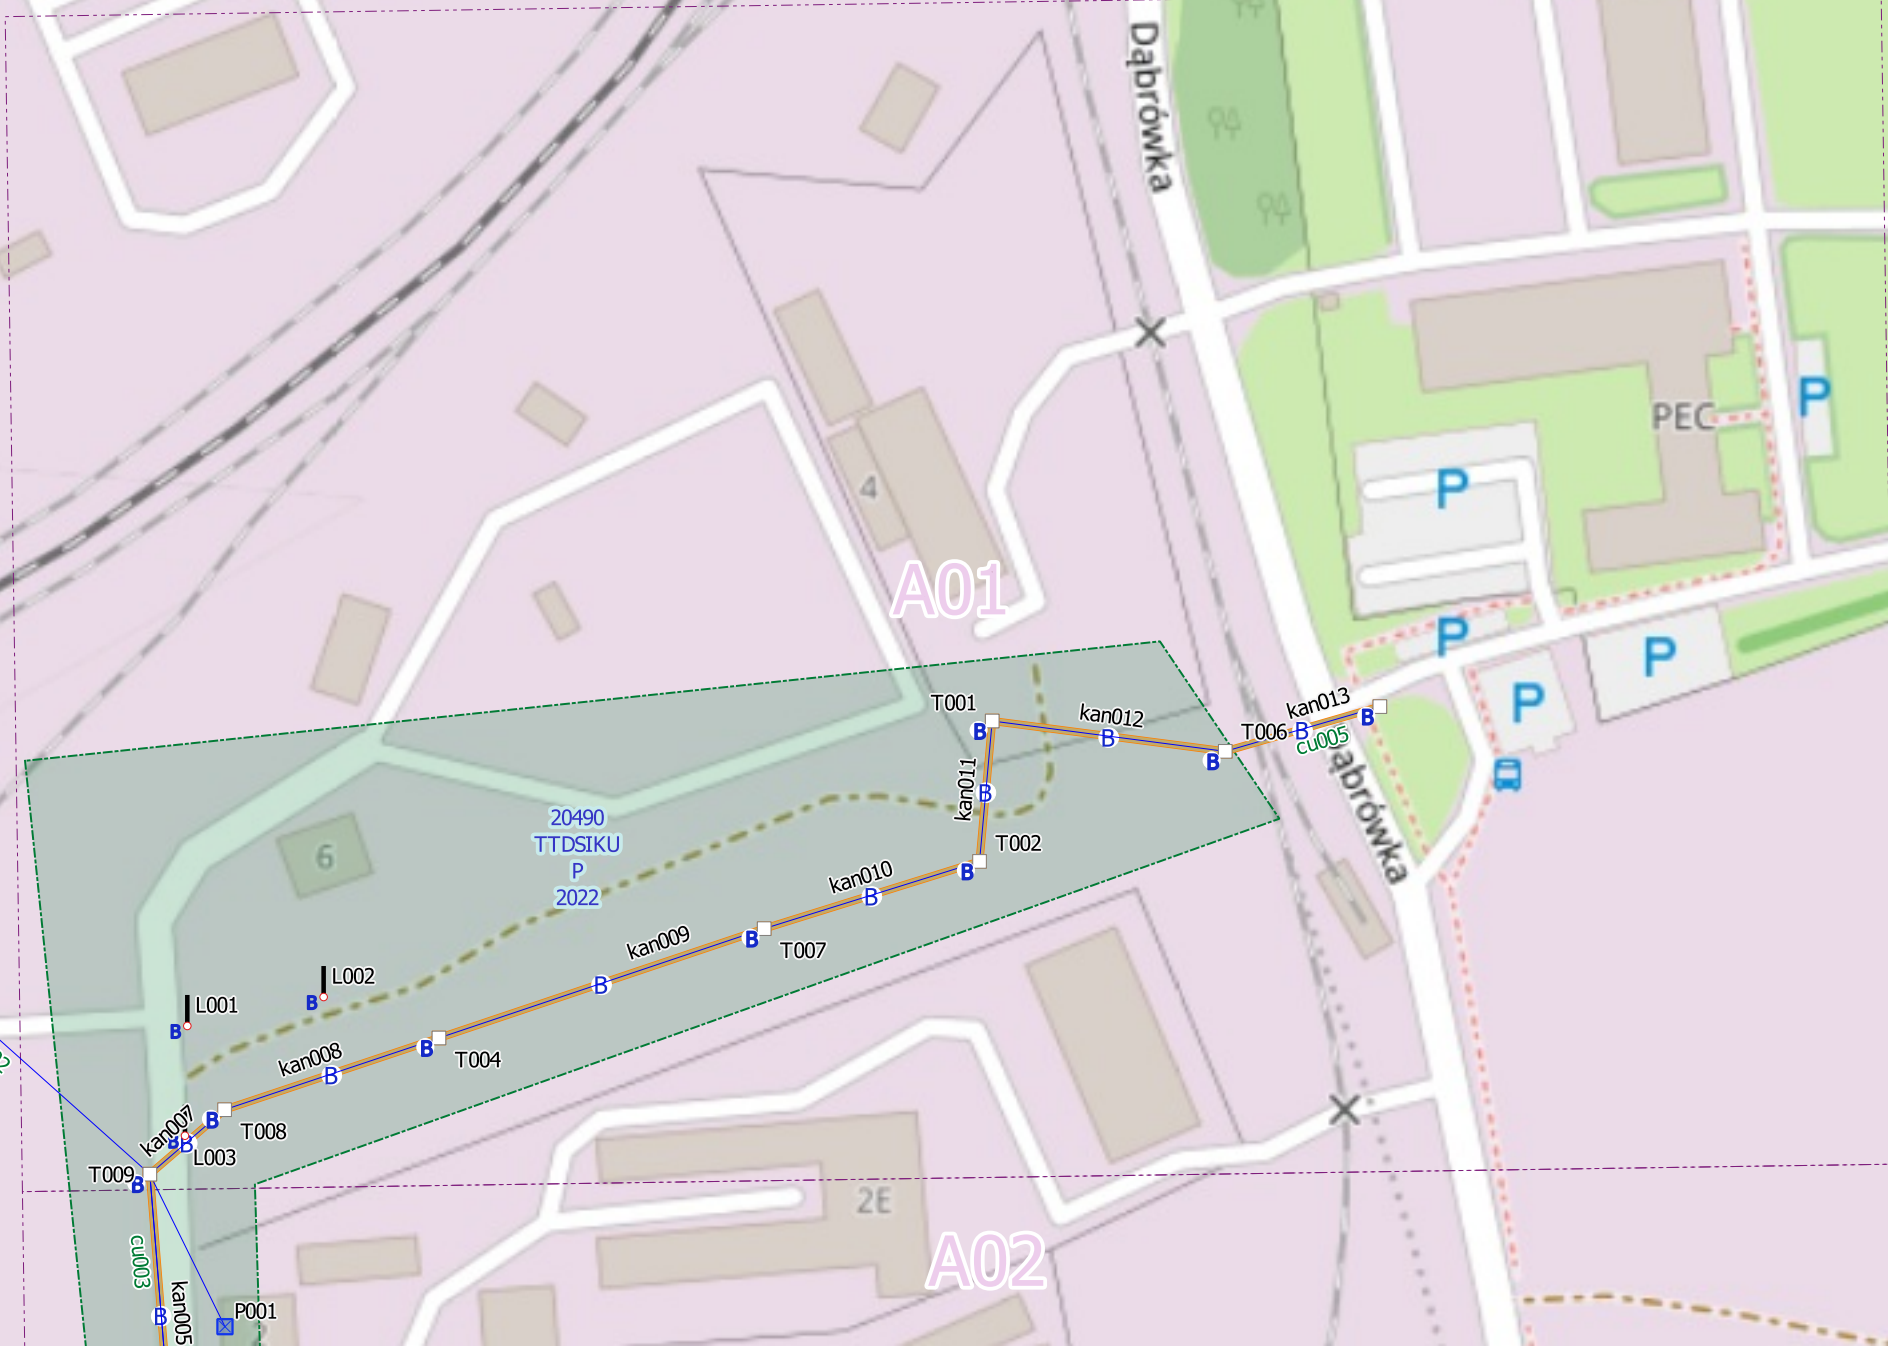 Dąbrówka
PEC
P
P
4
A01
P
P
P
T001
kan012
kan013
T006
cu005
Dąbrówka
kan011
B
B
B
B
B
B
20490
TTDSIKU
P
2022
6
T002
kan010
B
B
kan009
T007
B
B
L002
B
L001
B
kan008
T004
B
B
kan007
T008
B
B
B
L003
T009
B
2E
A02
cu003
kan005
B
P001